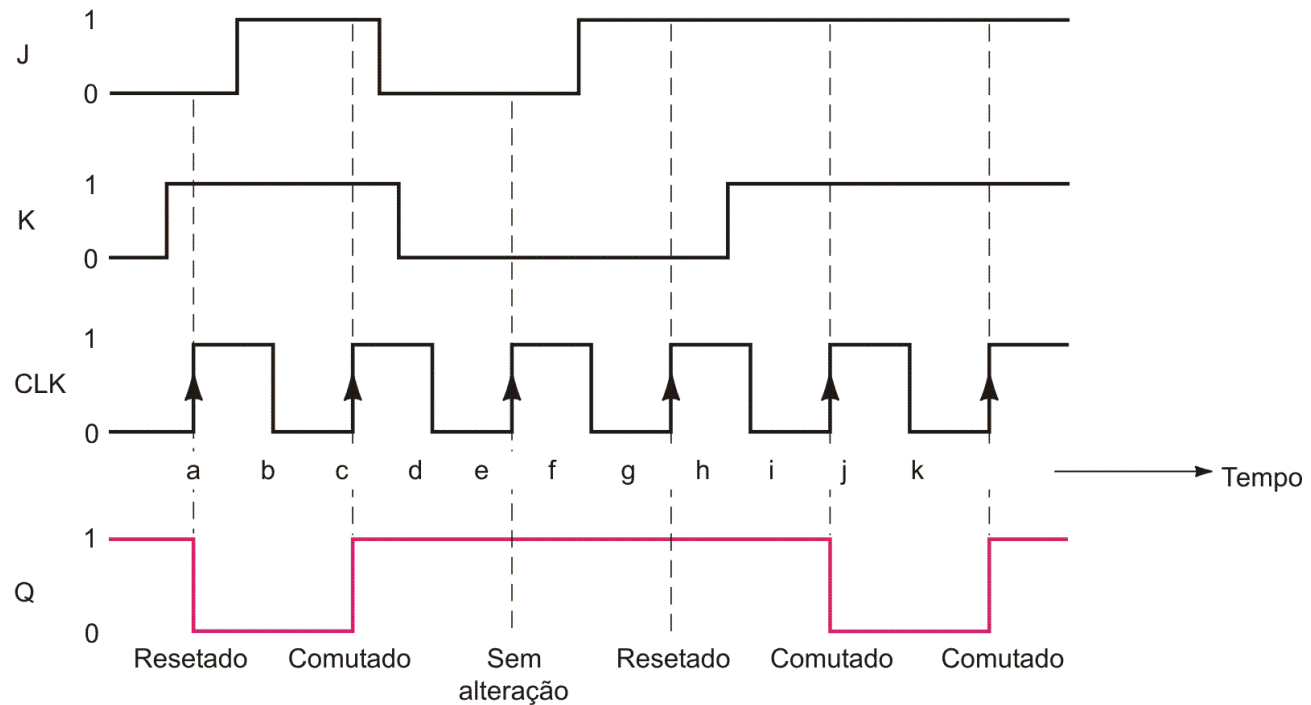 1
J
0
1
K
0
1
CLK
0
a b c d e f g h i j k
Tempo
1
Q
0
Resetado Comutado Sem alteração Resetado Comutado Comutado